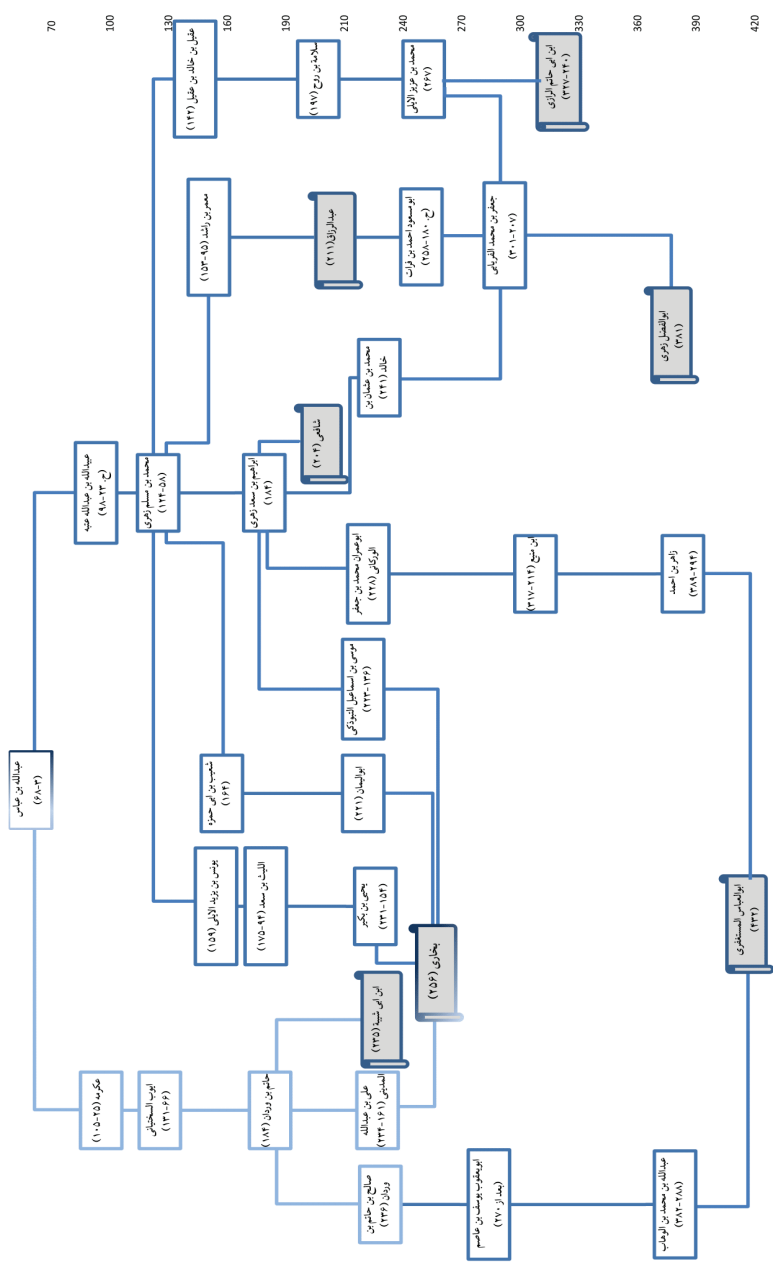 70
100
130
160
190
210
240
270
300
330
360
390
420
عبدالله بن عباس
(۳-۶۸)
عبیدالله بن عبدالله عتبه
(ح. ۲۳-۹۸)
عکرمه (۲۵-۱۰۵)
محمد بن مسلم زهری
(۵۸-۱۲۴)
ایوب السختیانی
(۶۶-۱۳۱)
عقیل بن خالد بن عقیل (۱۴۲)
معمر بن راشد (۹۵-۱۵۳)
یونس بن یزید الایلی (۱۵۹)
شعیب بن ابی حمزه
(۱۶۴)
اللیث بن سعد (۹۴-۱۷۵)
ابراهیم بن سعد زهری
(۱۸۴)
حاتم بن وردان (۱۸۴)
سلامة بن روح (۱۹۷)
شافعی (۲۰۴)
عبدالرزاق(۲۱۱)
ابوالیمان (۲۲۱)
موسی بن اسماعیل التبوذکی
(۱۳۶-۲۲۳)
ابوعمران محمد بن جعفر
الورکانی (۲۲۸)
یحیی بن بکیر
(۱۵۴-۲۳۱)
علی بن عبدالله
المدینی (۱۶۱-۲۳۴)
ابن ابی شیبة (۲۳۵)
صالح بن حاتم بن
وردان (۲۳۶)
محمد بن عثمان بن
خالد (۲۴۱)
بخاری (۲۵۶)
ابومسعود احمد بن فرات
(ح. ۱۸۰-۲۵۸)
محمد بن عزیز الایلی
(۲۶۷)
ابویعقوب یوسف بن عاصم
(بعد از ۲۷۰)
جعفر بن محمد الفریابی
(۲۰۷-۳۰۱)
ابن منیع (۲۱۴-۳۱۷)
ابن ابی حاتم الرازی
(۲۴۰-۳۲۷)
ابوالفضل زهری
(۳۸۱)
عبدالله بن محمد بن الوهاب
(۲۸۸-۳۸۲)
زاهر بن احمد
(۲۹۴-۳۸۹)
ابوالعباس المستغفری
(۴۳۲)